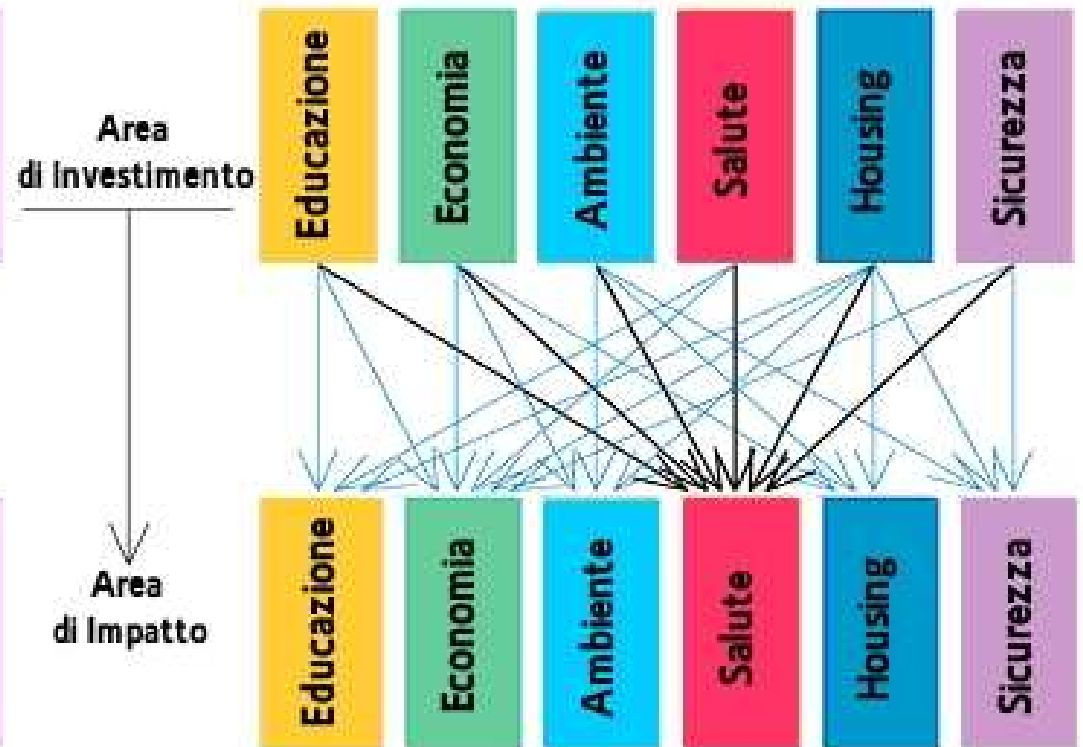 Area
di Investimento
Educazione
Economia
Ambiente
Salute
Housing
Sicurezza
Area
di Impatto
Educazione
Economia
Ambiente
Salute
Housing
Sicurezza